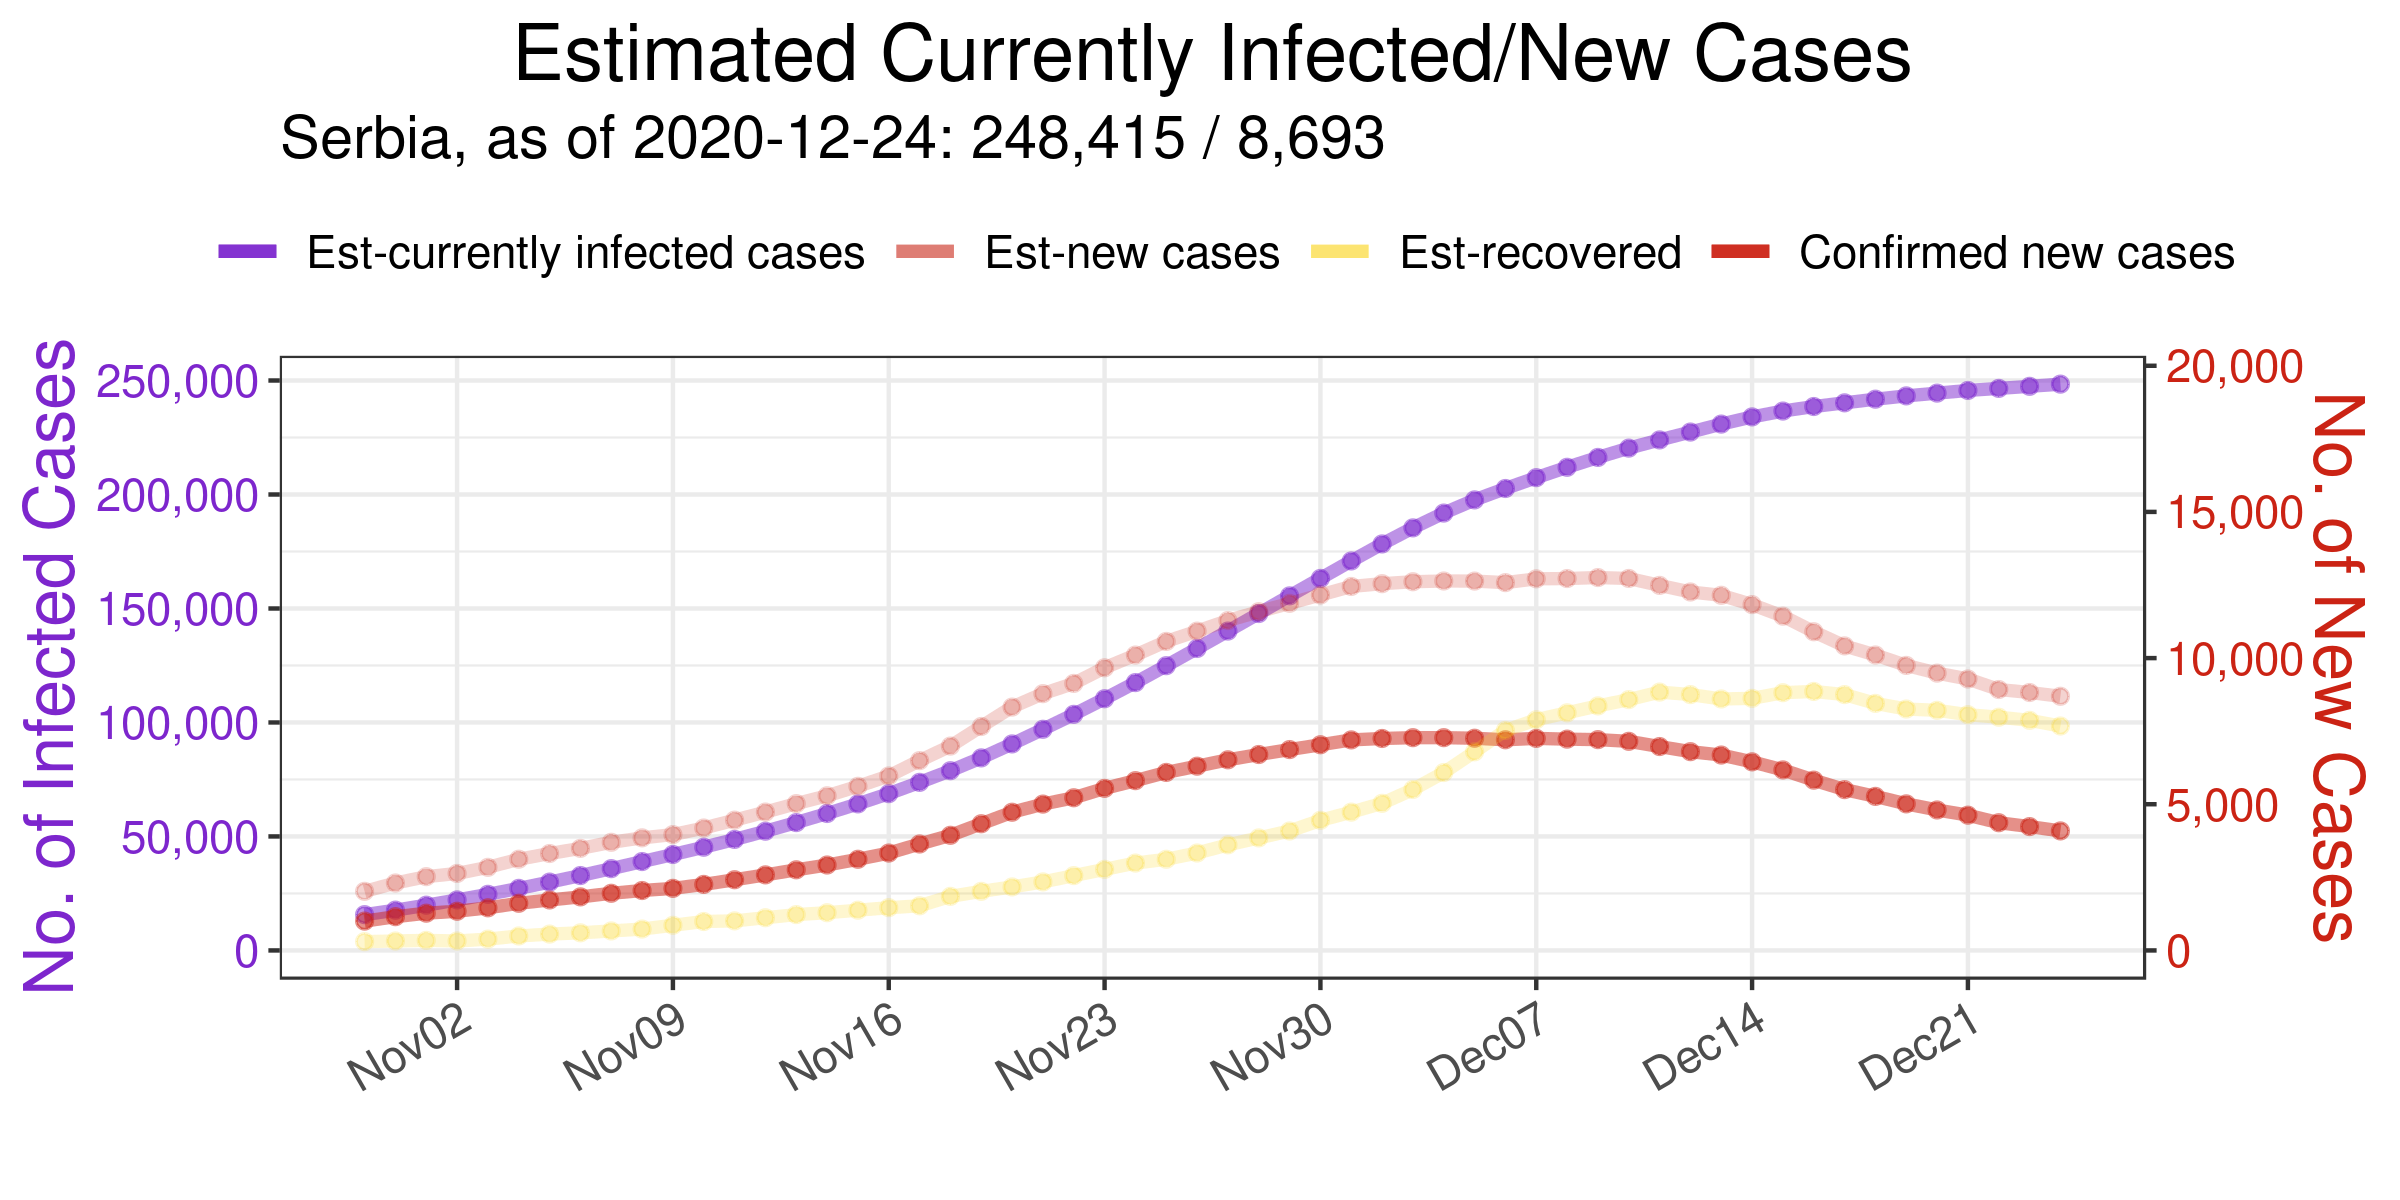 Estimated Currently Infected/New Cases
Serbia, as of 2020-12-24: 248,415 / 8,693
Est-currently infected cases Est-new cases Est-recovered Confirmed new cases
No. of Infected Cases
250,000
200,000
150,000
100,000
50,000
0
20,000
15,000
10,000
5,000
0
No. of New Cases
Nov02 Nov09 Nov16 Nov23 Nov30 Dec07 Dec14 Dec21